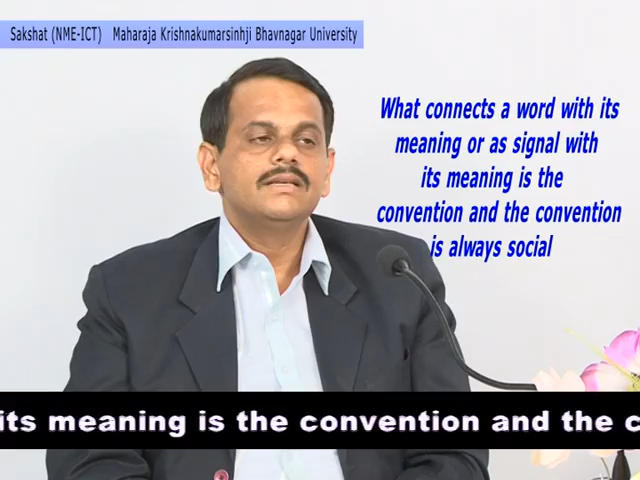 Sakshat (NME-ICT) Maharaja Krishnakumarsinhji Bhavnagar University
What connects a word with its
meaning or as signal with
its meaning is the
convention and the convention
is always social
its meaning is the convention and the c